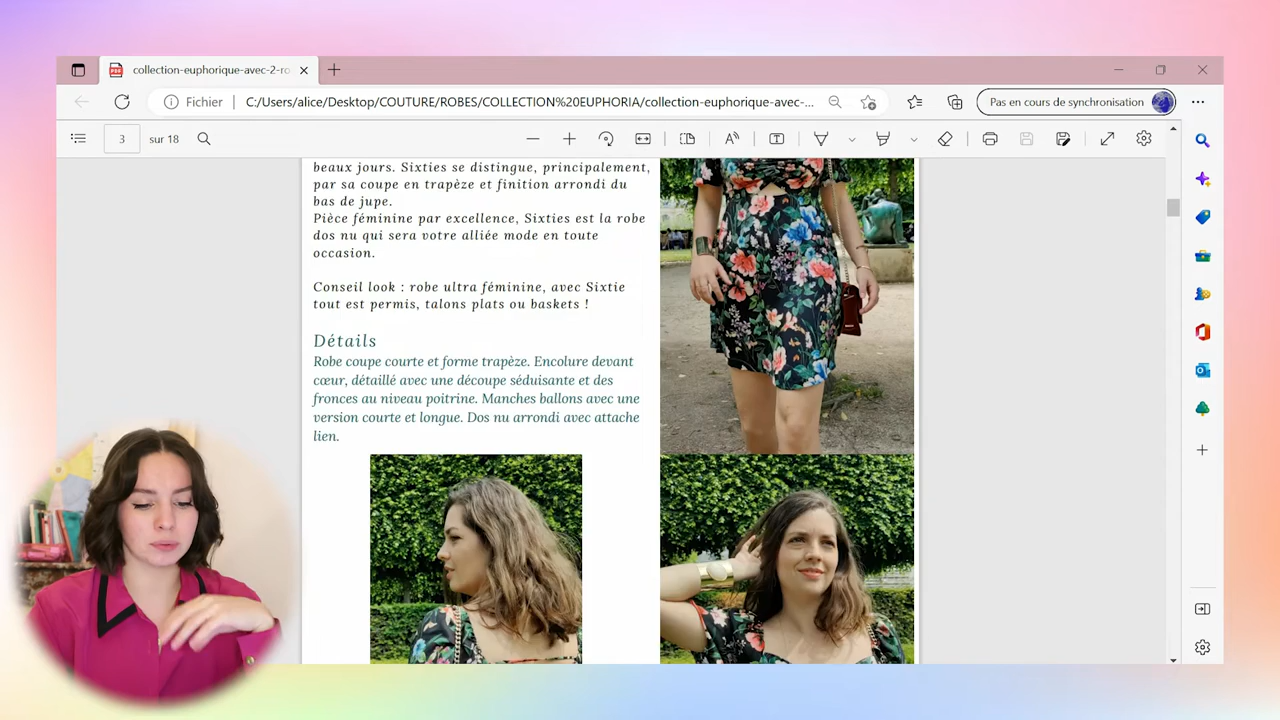 collection-euphorique-avec-2-ro
Fichier
C:/Users/alice/Desktop/COUTURE/ROBES/COLLECTION%20EUPHORIA/collection-euphorique-avec-...
Pas en cours de synchronisation
3
sur 18
beaux jours. Sixties se distingue, principalement,
par sa coupe en trapèze et finition arrondi du
bas de jupe.
Pièce féminine par excellence, Sixties est la robe
dos nu qui sera votre alliée mode en toute
occasion.
Conseil look : robe ultra féminine, avec Sixtie
tout est permis, talons plats ou baskets !
Détails
Robe coupe courte et forme trapèze. Encolure devant
cœur, détaillé avec une découpe séduisante et des
fronces au niveau poitrine. Manches ballons avec une
version courte et longue. Dos nu arrondi avec attache
lien.